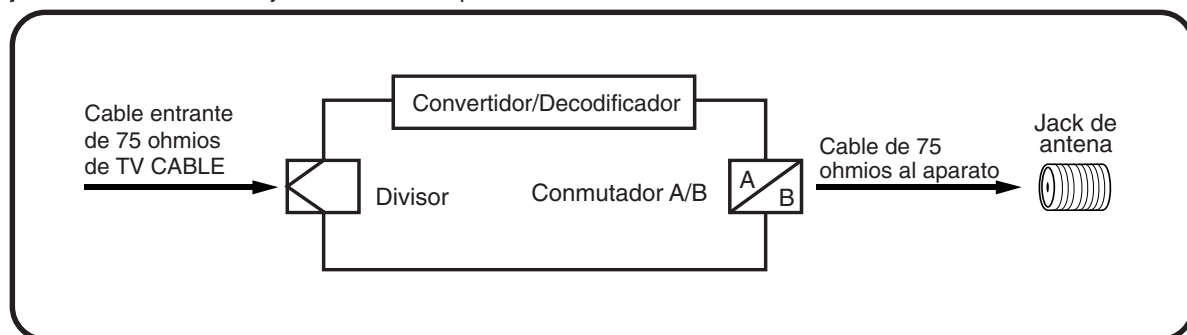 Cable entrante
de 75 ohmios
de TV CABLE
Convertidor/Decodificador
Divisor
Conmutador A/B
A
B
Cable de 75
ohmios al aparato
Jack de
antena